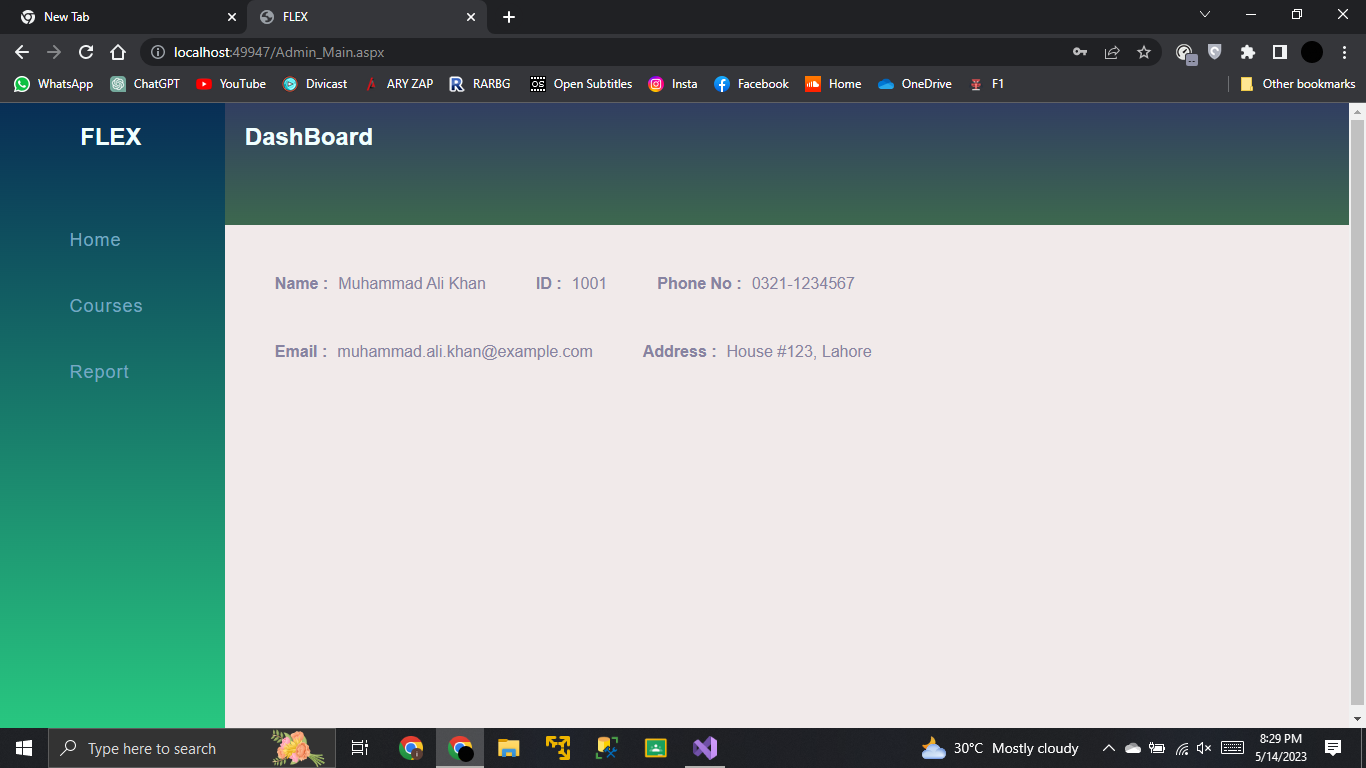 New Tab
FLEX
localhost:49947/Admin_Main.aspx
WhatsApp ChatGPT YouTube Divicast ARY ZAP RARBG OS Open Subtitles Insta Facebook Home OneDrive F1 Other bookmarks
FLEX
DashBoard
Home
Courses
Report
Name : Muhammad Ali Khan ID : 1001 Phone No : 0321-1234567
Email : muhammad.ali.khan@example.com Address : House #123, Lahore
Type here to search
30°C Mostly cloudy
8:29 PM
5/14/2023